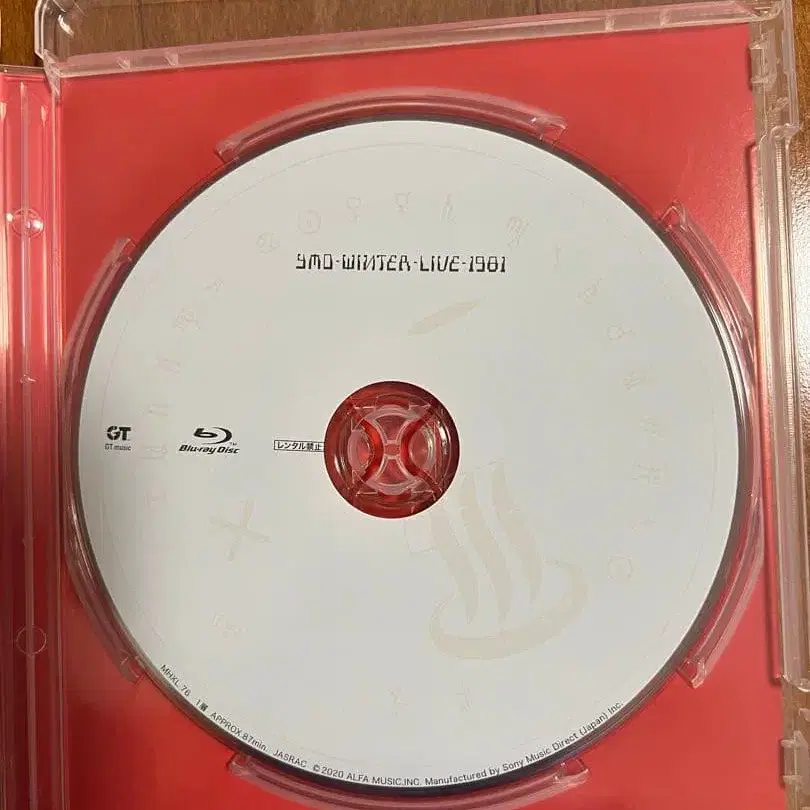 YMO-WINTER-LIVE-1981
GT
GT music
Blu-ray Disc™
レンタル禁止
MHXL 76 1層 APPROX.87min. JASRAC ©2020 ALFA MUSIC,INC. Manufactured by Sony Music Direct (Japan) Inc.